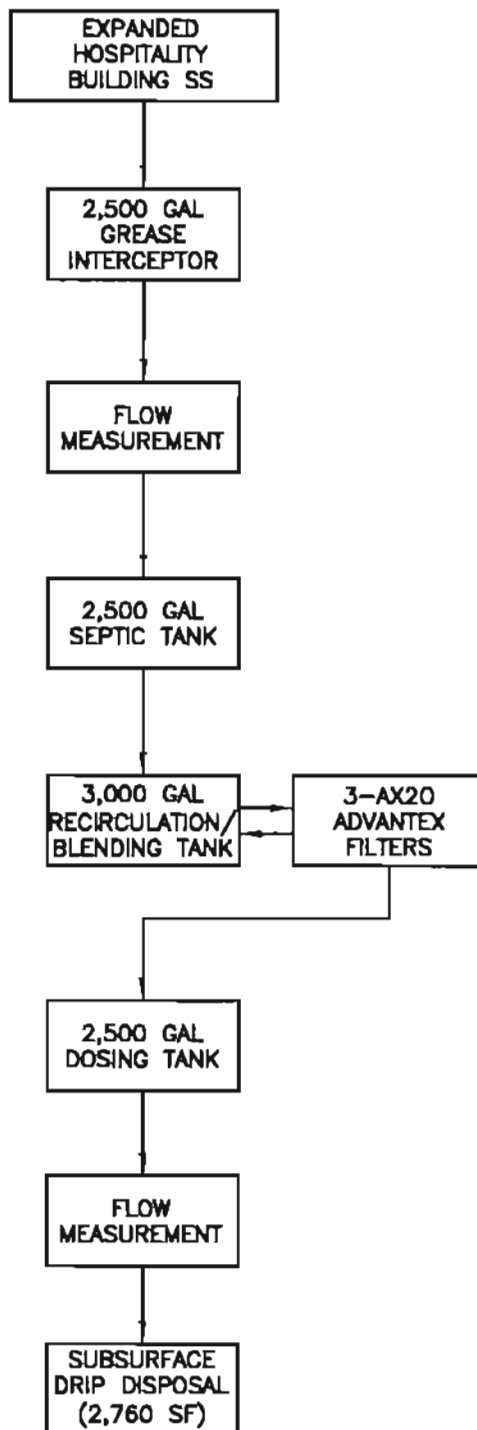 EXPANDED
HOSPITALITY
BUILDING SS
2,500 GAL
GREASE
INTERCEPTOR
FLOW
MEASUREMENT
2,500 GAL
SEPTIC TANK
3,000 GAL
RECIRCULATION/
BLENDING TANK
3-AX20
ADVANTEX
FILTERS
2,500 GAL
DOSING TANK
FLOW
MEASUREMENT
SUBSURFACE
DRIP DISPOSAL
(2,760 SF)